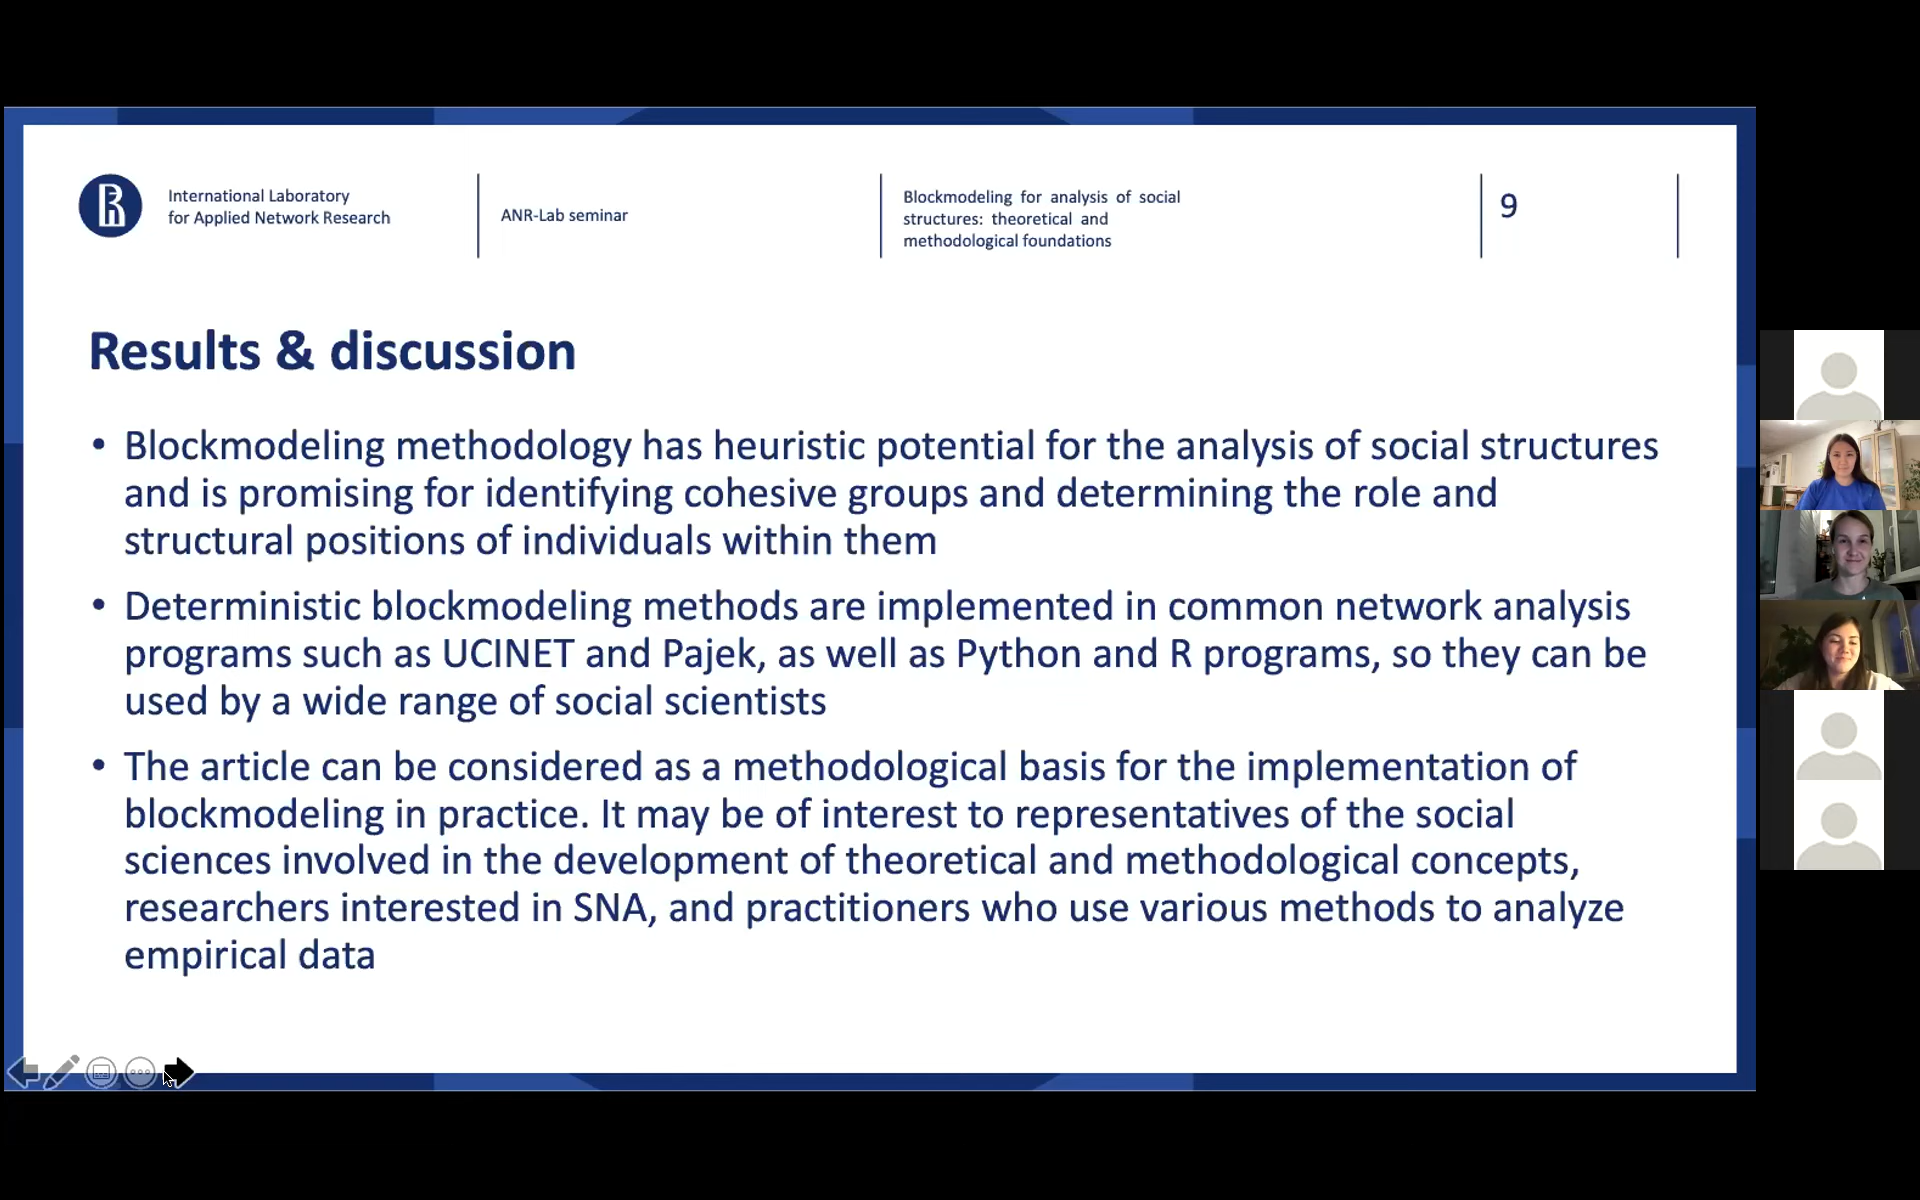 International Laboratory
for Applied Network Research
ANR-Lab seminar
Blockmodeling for analysis of social
structures: theoretical and
methodological foundations
9
Results & discussion
• Blockmodeling methodology has heuristic potential for the analysis of social structures
and is promising for identifying cohesive groups and determining the role and
structural positions of individuals within them
• Deterministic blockmodeling methods are implemented in common network analysis
programs such as UCINET and Pajek, as well as Python and R programs, so they can be
used by a wide range of social scientists
• The article can be considered as a methodological basis for the implementation of
blockmodeling in practice. It may be of interest to representatives of the social
sciences involved in the development of theoretical and methodological concepts,
researchers interested in SNA, and practitioners who use various methods to analyze
empirical data